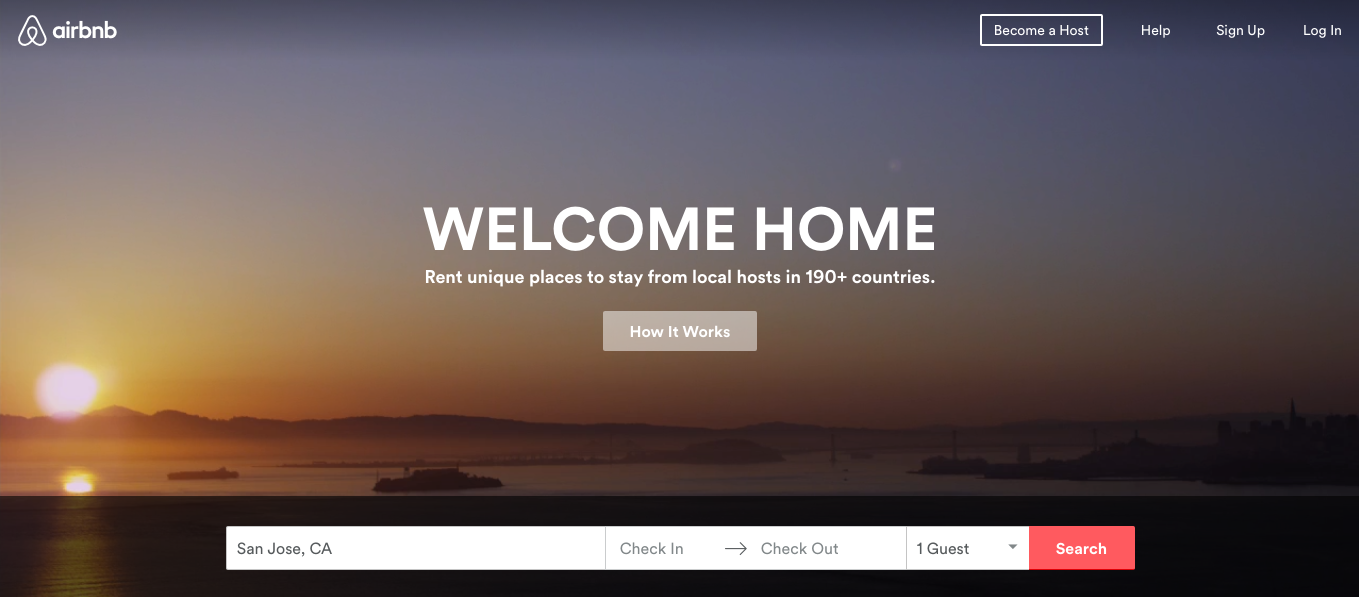 airbnb
Become a Host
Help
Sign Up
Log In
WELCOME HOME
Rent unique places to stay from local hosts in 190+ countries.
How It Works
San Jose, CA
Check In
Check Out
1 Guest
Search